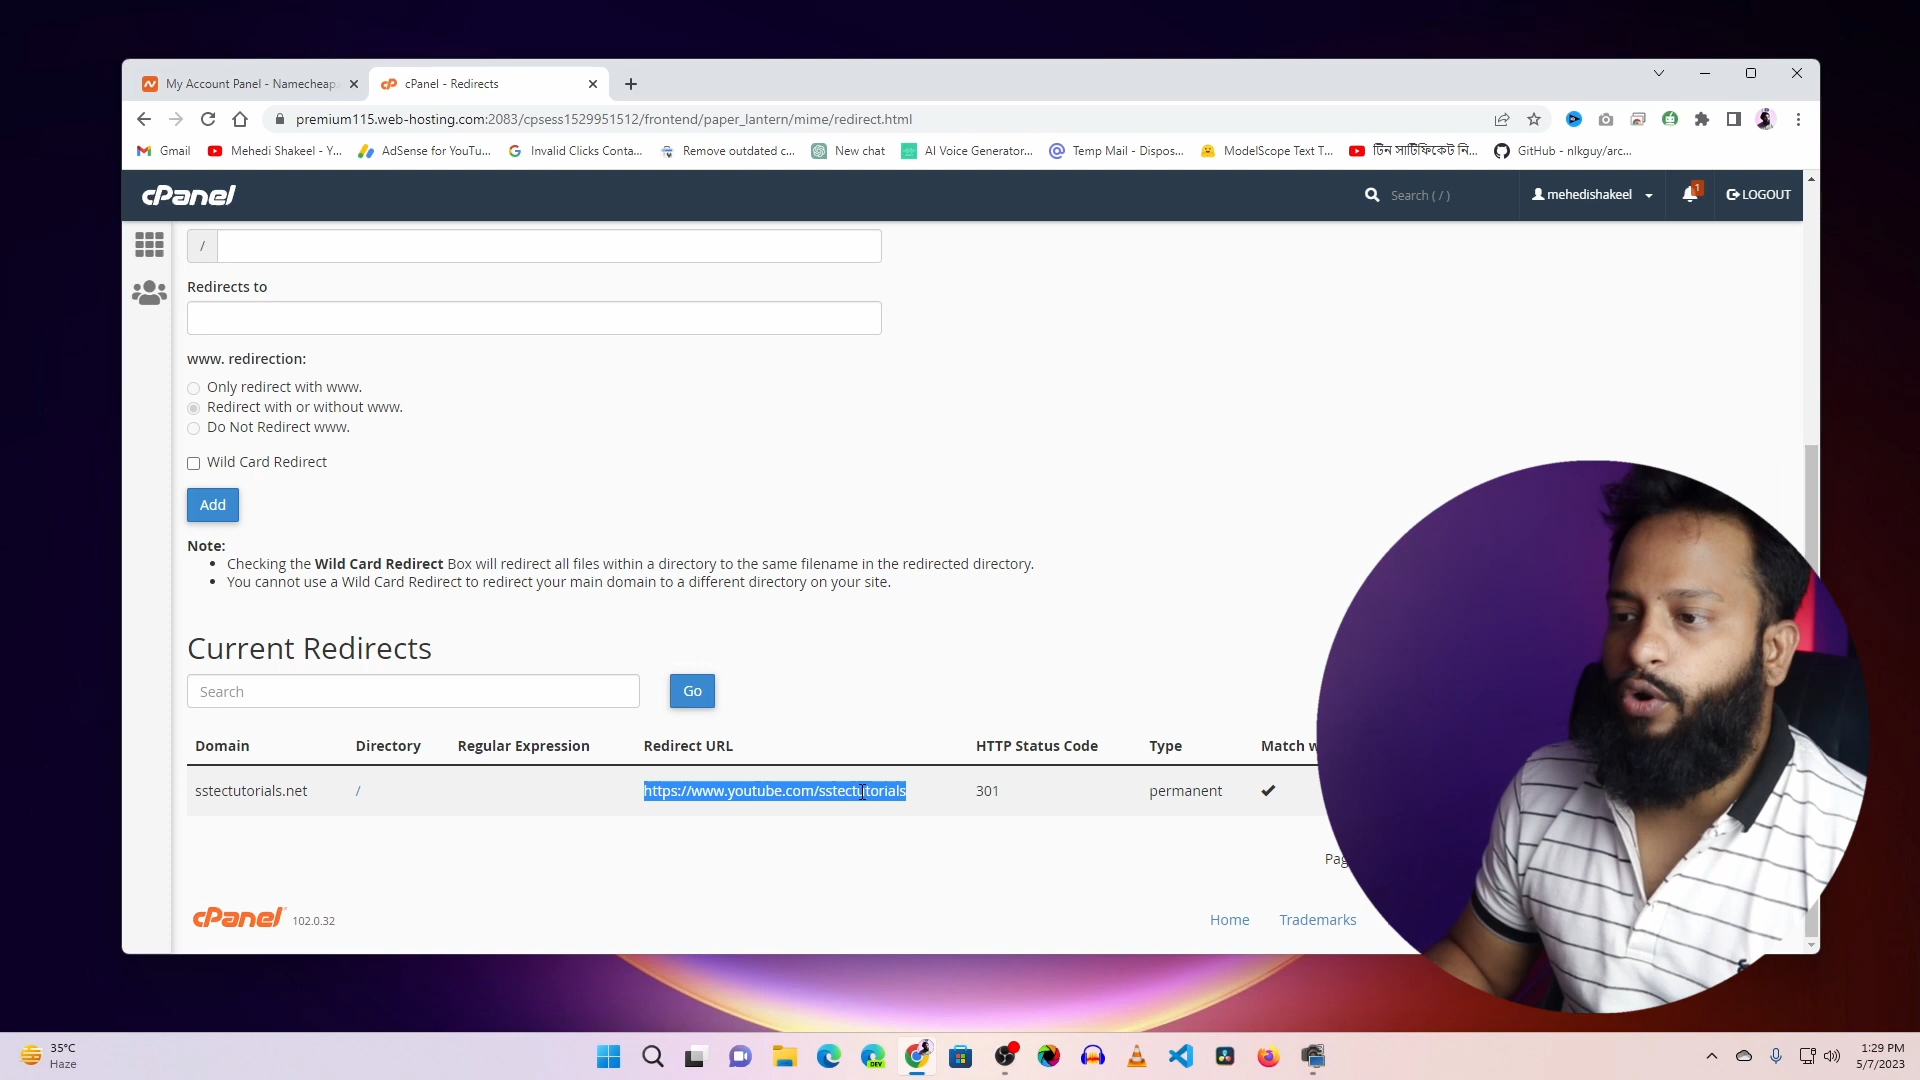 My Account Panel - Namecheap
cPanel - Redirects
premium115.web-hosting.com:2083/cpsess1529951512/frontend/paper_lantern/mime/redirect.html
Gmail
Mehedi Shakeel - Y...
AdSense for YouTu...
Invalid Clicks Conta...
Remove outdated c...
New chat
AI Voice Generator...
Temp Mail - Dispos...
ModelScope Text T...
টিন সার্টিফিকেট নি...
GitHub - nlkguy/arc...
cPanel
Search ( / )
mehedishakeel
1
LOGOUT
/
Redirects to
www. redirection:
Only redirect with www.
Redirect with or without www.
Do Not Redirect www.
Wild Card Redirect
Add
Note:
Checking the Wild Card Redirect Box will redirect all files within a directory to the same filename in the redirected directory.
You cannot use a Wild Card Redirect to redirect your main domain to a different directory on your site.
Current Redirects
Search
Go
Domain Directory Regular Expression Redirect URL HTTP Status Code Type Match w
sstectutorials.net / https://www.youtube.com/sstectutorials 301 permanent
Pag
cPanel 102.0.32
Home
Trademarks
35°C
Haze
DEV
1:29 PM
5/7/2023